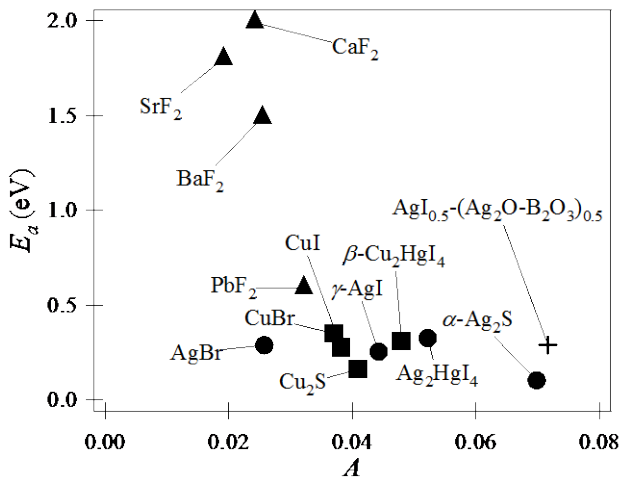 2.0
CaF₂
SrF₂
1.5
BaF₂
1.0
AgI₀.₅-(Ag₂O-B₂O₃)₀.₅
CuI
β-Cu₂HgI₄
PbF₂
γ-AgI
0.5
CuBr
α-Ag₂S
AgBr
Cu₂S
Ag₂HgI₄
0.0
Eₐ (eV)
0.00 0.02 0.04 0.06 0.08
A